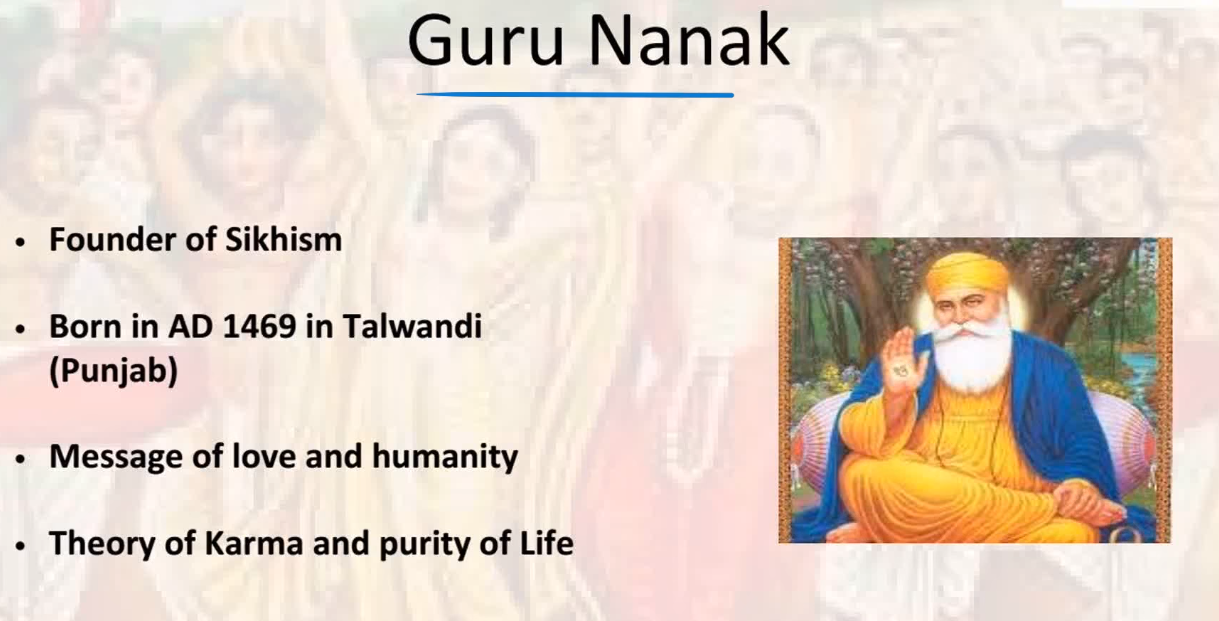 Guru Nanak
• Founder of Sikhism
• Born in AD 1469 in Talwandi
(Punjab)
• Message of love and humanity
• Theory of Karma and purity of Life
ੴ